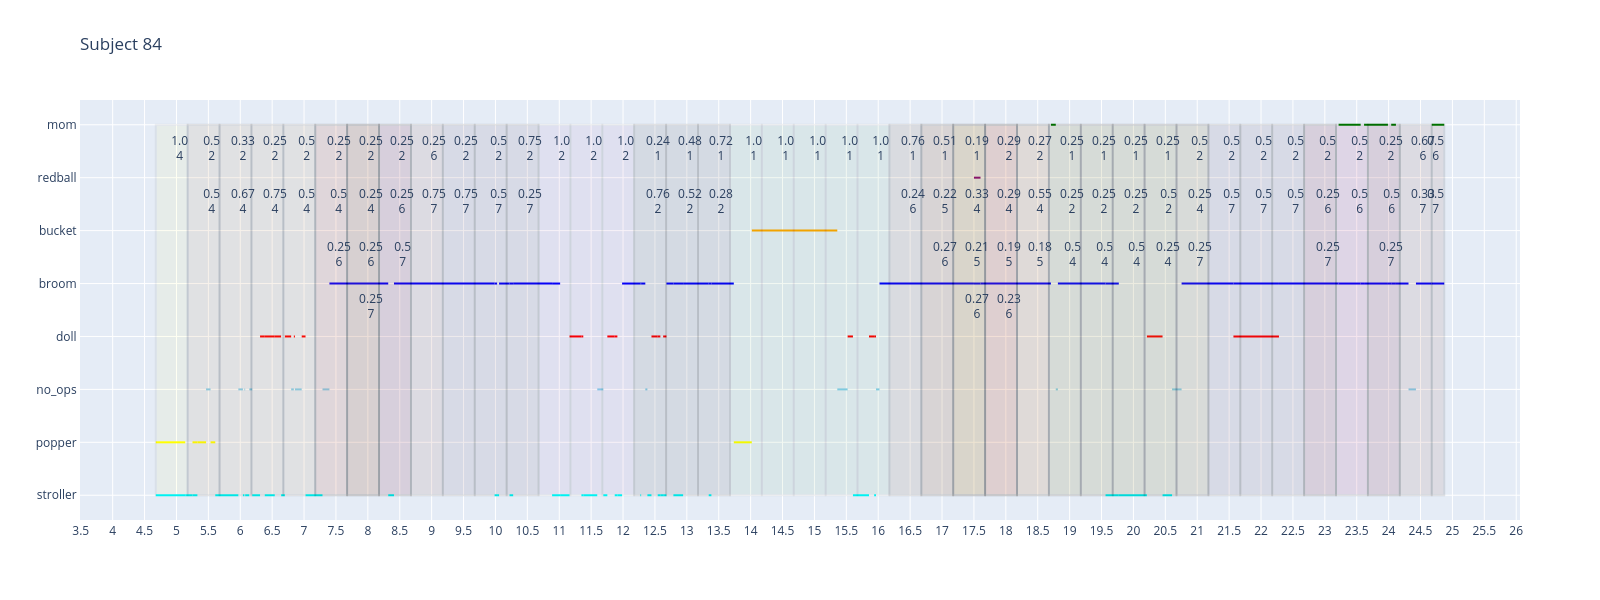 Subject 84
mom
1.0 0.5 0.33 0.25 0.5 0.25 0.25 0.25 0.25 0.25 0.5 0.75 1.0 1.0 1.0 0.24 0.48 0.72 1.0 1.0 1.0 1.0 1.0 0.76 0.51 0.19 0.29 0.27 0.25 0.25 0.25 0.25 0.5 0.5 0.5 0.5 0.5 0.5 0.25 0.67 0.5
4 2 2 2 2 2 2 2 6 2 2 2 2 2 2 1 1 1 1 1 1 1 1 1 1 1 2 2 1 1 1 1 2 2 2 2 2 2 2 6 6
redball
0.5 0.67 0.75 0.5 0.5 0.25 0.25 0.75 0.75 0.5 0.25 0.76 0.52 0.28 0.24 0.22 0.33 0.29 0.55 0.25 0.25 0.25 0.5 0.25 0.5 0.5 0.5 0.25 0.5 0.5 0.33 0.5
4 4 4 4 4 4 6 7 7 7 7 2 2 2 6 5 4 4 4 2 2 2 2 4 7 7 7 6 6 6 7 7
bucket
0.25 0.25 0.5 0.27 0.21 0.19 0.18 0.5 0.5 0.5 0.25 0.25 0.25 0.25
6 6 7 6 5 5 5 4 4 4 4 7 7 7
broom
0.25 0.27 0.23
7 6 6
doll
no_ops
popper
stroller
3.5 4 4.5 5 5.5 6 6.5 7 7.5 8 8.5 9 9.5 10 10.5 11 11.5 12 12.5 13 13.5 14 14.5 15 15.5 16 16.5 17 17.5 18 18.5 19 19.5 20 20.5 21 21.5 22 22.5 23 23.5 24 24.5 25 25.5 26